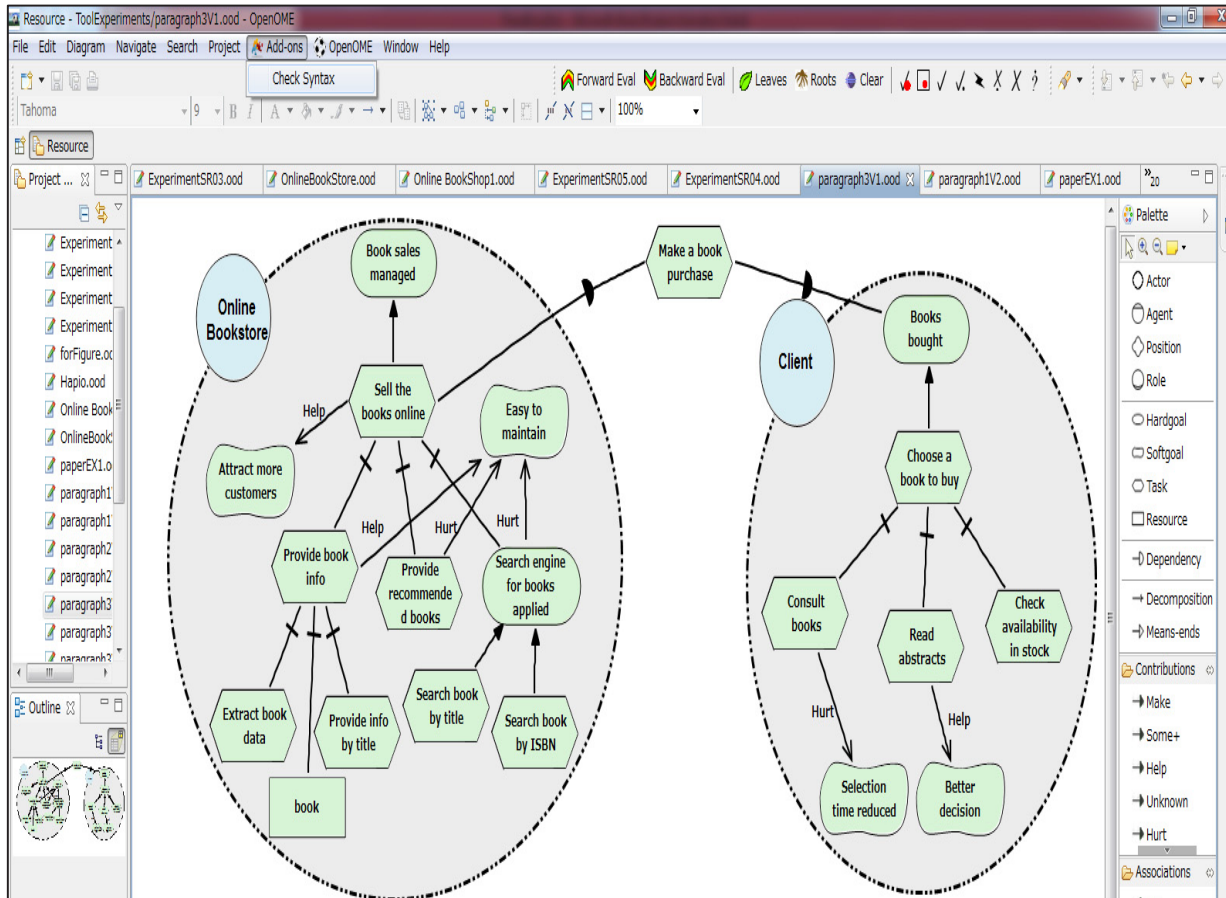 Resource - ToolExperiments/paragraph3V1.ood - OpenOME
File Edit Diagram Navigate Search Project Add-ons OpenOME Window Help
Check Syntax
Forward Eval Backward Eval Leaves Roots Clear
Tahoma 9 B I A 100%
Resource
Project ...
ExperimentSR03.ood OnlineBookStore.ood Online BookShop1.ood ExperimentSR05.ood ExperimentSR04.ood paragraph3V1.ood paragraph1V2.ood paperEX1.ood »20
Experiment
Experiment
Experiment
Experiment
forFigure.oo
Hapio.ood
Online Book
OnlineBook
paperEX1.o
paragraph1
paragraph1
paragraph2
paragraph2
paragraph3
paragraph3
paragraph3
Outline
Online
Bookstore
Book sales
managed
Sell the
books online
Help
Attract more
customers
Easy to
maintain
Help
Hurt
Hurt
Provide book
info
Provide
recommende
d books
Search engine
for books
applied
Extract book
data
Provide info
by title
book
Search book
by title
Search book
by ISBN
Make a book
purchase
Client
Books
bought
Choose a
book to buy
Consult
books
Read
abstracts
Check
availability
in stock
Hurt
Help
Selection
time reduced
Better
decision
Palette
Actor
Agent
Position
Role
Hardgoal
Softgoal
Task
Resource
Dependency
Decomposition
Means-ends
Contributions
Make
Some+
Help
Unknown
Hurt
Associations